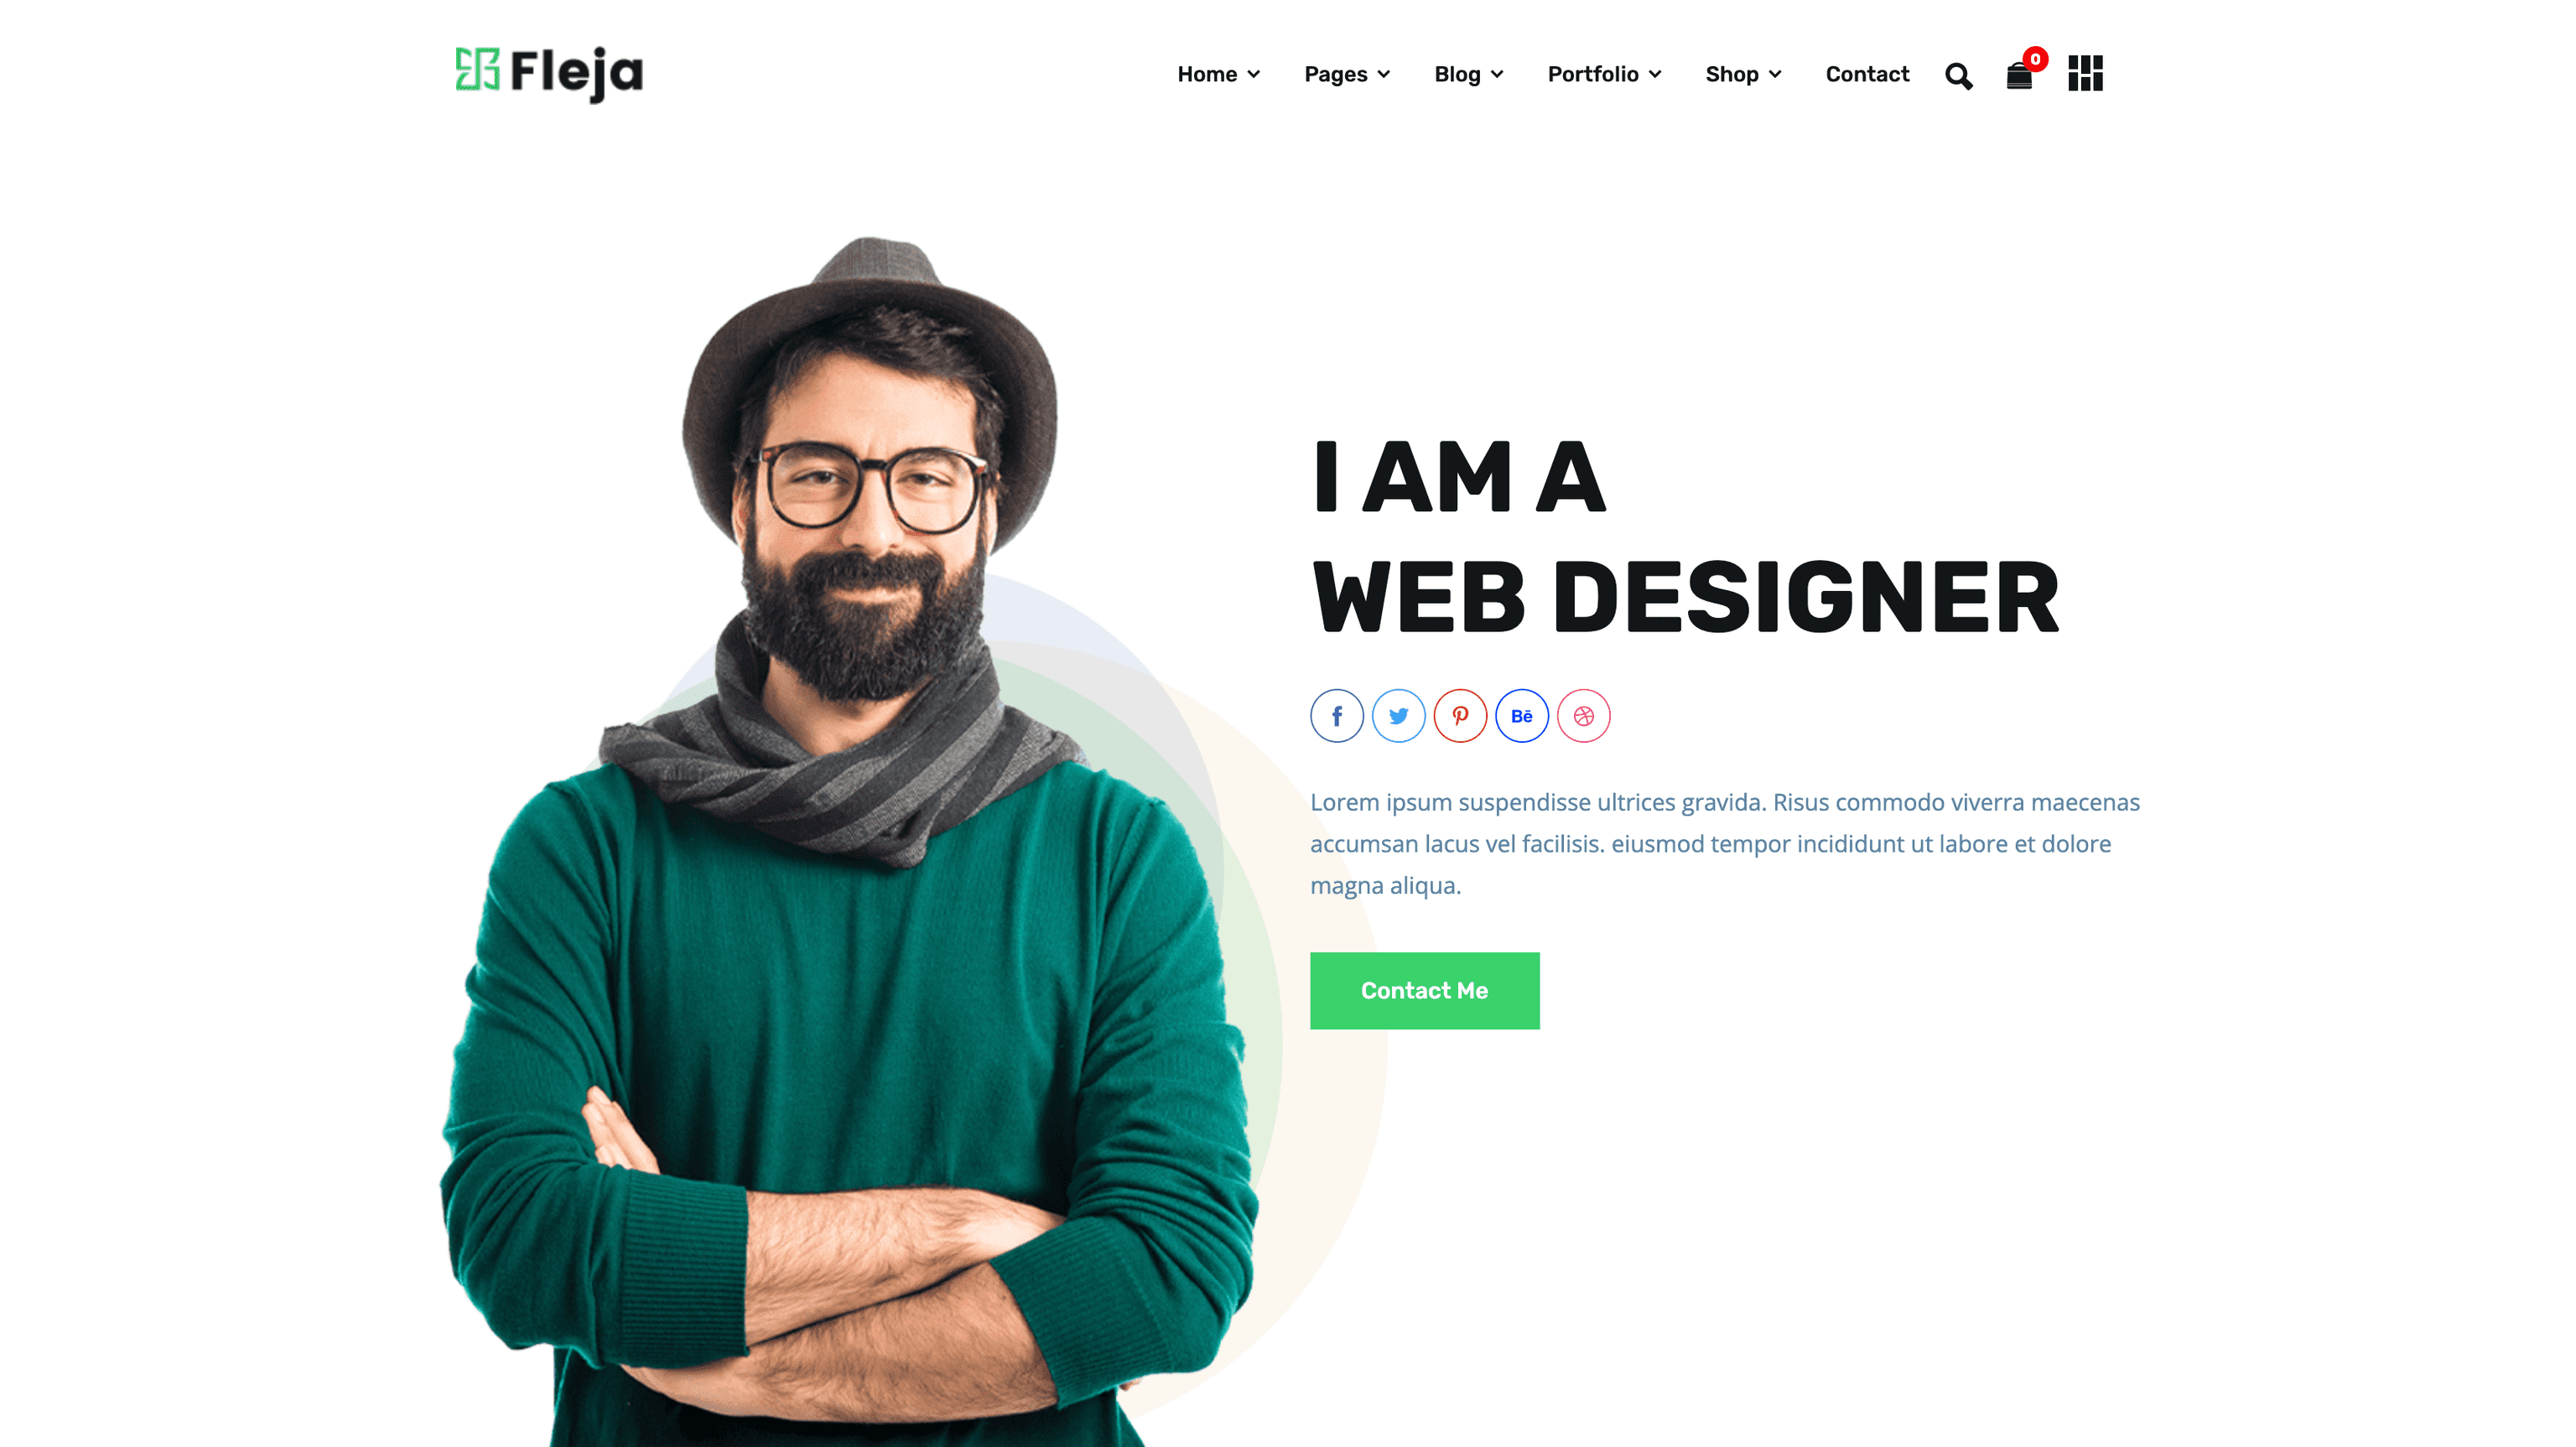 Fleja
Home Pages Blog Portfolio Shop Contact 0
I AM A
WEB DESIGNER
Bē
Lorem ipsum suspendisse ultrices gravida. Risus commodo viverra maecenas
accumsan lacus vel facilisis. eiusmod tempor incididunt ut labore et dolore
magna aliqua.
Contact Me